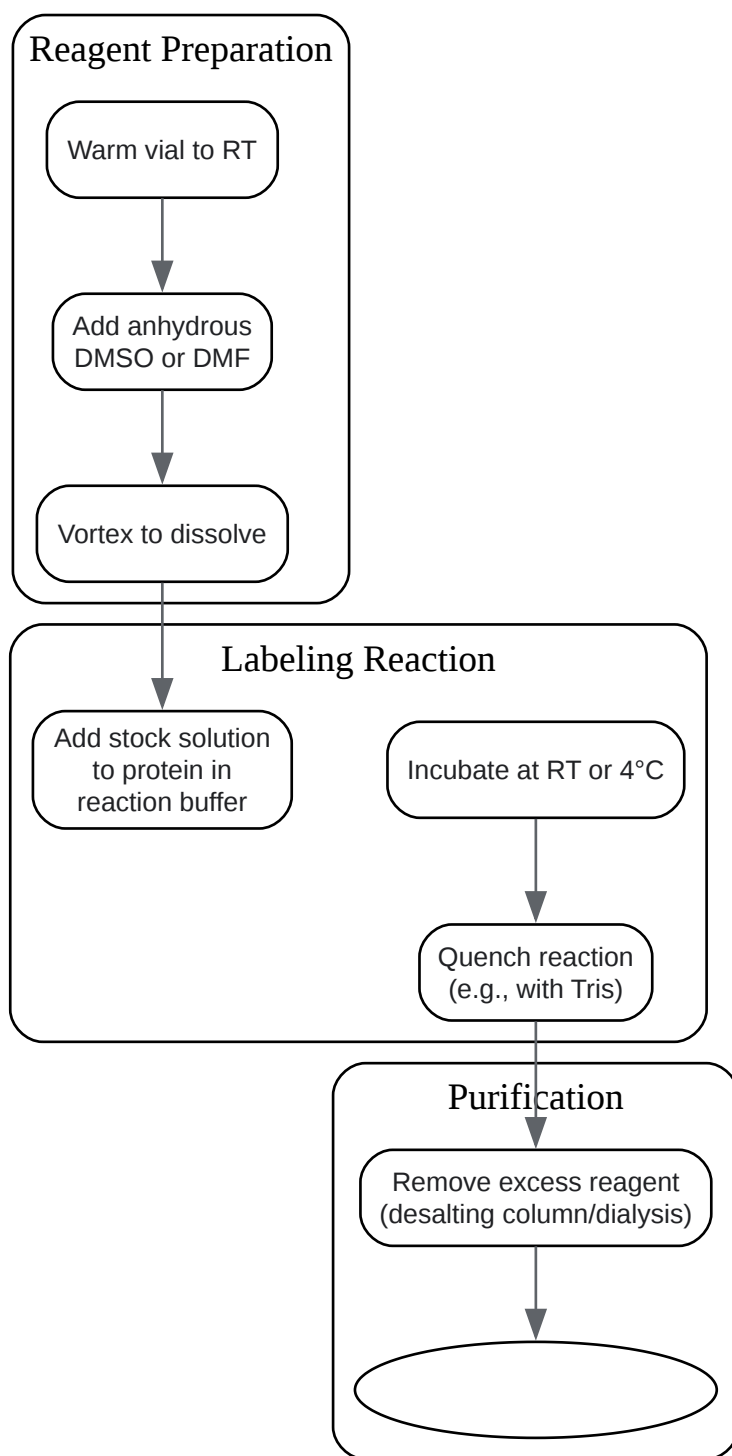 Reagent Preparation
Warm vial to RT
Add anhydrous
DMSO or DMF
Vortex to dissolve
Labeling Reaction
Add stock solution
to protein in
reaction buffer
Incubate at RT or 4°C
Quench reaction
(e.g., with Tris)
Purification
Remove excess reagent
(desalting column/dialysis)